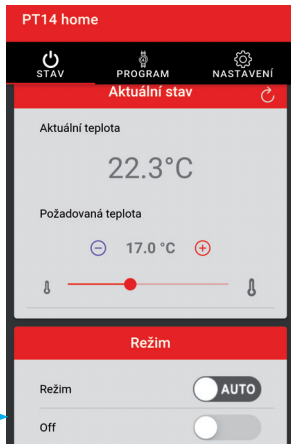 PT14 home
STAV PROGRAM NASTAVENÍ
Aktuální stav
Aktuální teplota
22.3°C
Požadovaná teplota
17.0 °C
Režim
Režim AUTO
Off